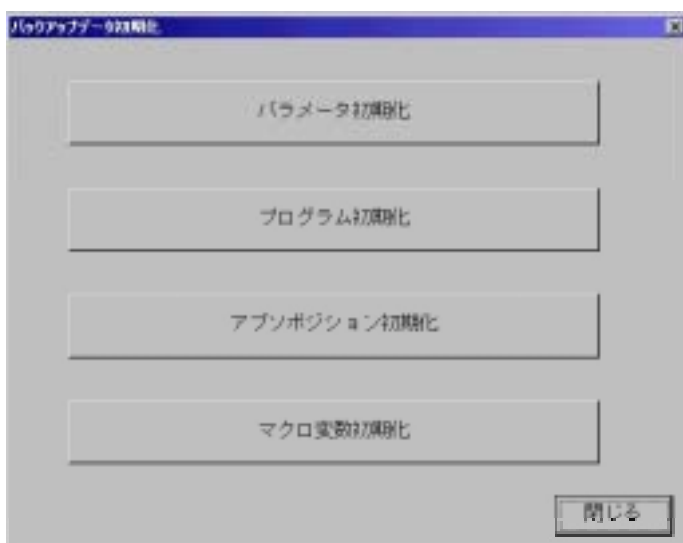 バックアップデータ初期化
パラメータ初期化
プログラム初期化
アブソポジション初期化
マクロ変数初期化
閉じる